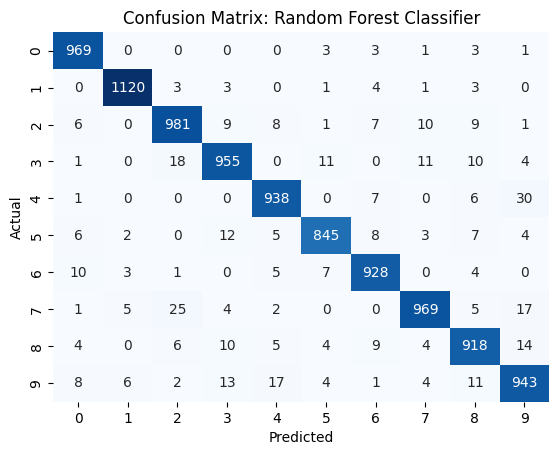 Confusion Matrix: Random Forest Classifier
Actual
0 969 0 0 0 0 3 3 1 3 1
1 0 1120 3 3 0 1 4 1 3 0
2 6 0 981 9 8 1 7 10 9 1
3 1 0 18 955 0 11 0 11 10 4
4 1 0 0 0 938 0 7 0 6 30
5 6 2 0 12 5 845 8 3 7 4
6 10 3 1 0 5 7 928 0 4 0
7 1 5 25 4 2 0 0 969 5 17
8 4 0 6 10 5 4 9 4 918 14
9 8 6 2 13 17 4 1 4 11 943
0 1 2 3 4 5 6 7 8 9
Predicted